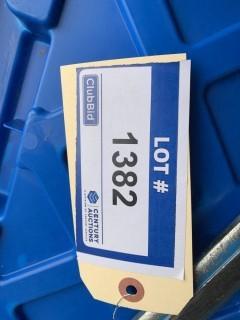 LOT #
1382
ClubBid
CENTURY
AUCTIONS